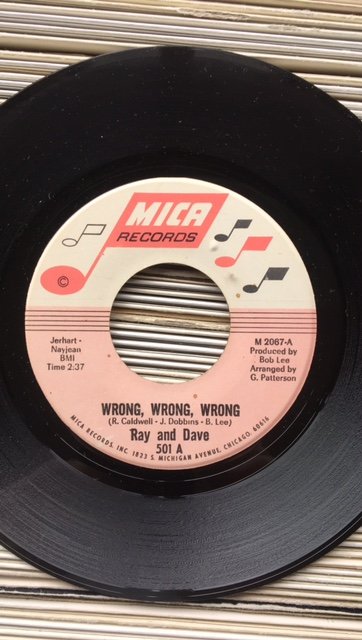 MICA
RECORDS
©
Jerhart -
Nayjean
BMI
Time 2:37
M 2067-A
Produced by
Bob Lee
Arranged by
G. Patterson
WRONG, WRONG, WRONG
(R. Caldwell - J. Dobbins - B. Lee)
Ray and Dave
501 A
MICA RECORDS, INC. 1823 S. MICHIGAN AVENUE, CHICAGO, 60616